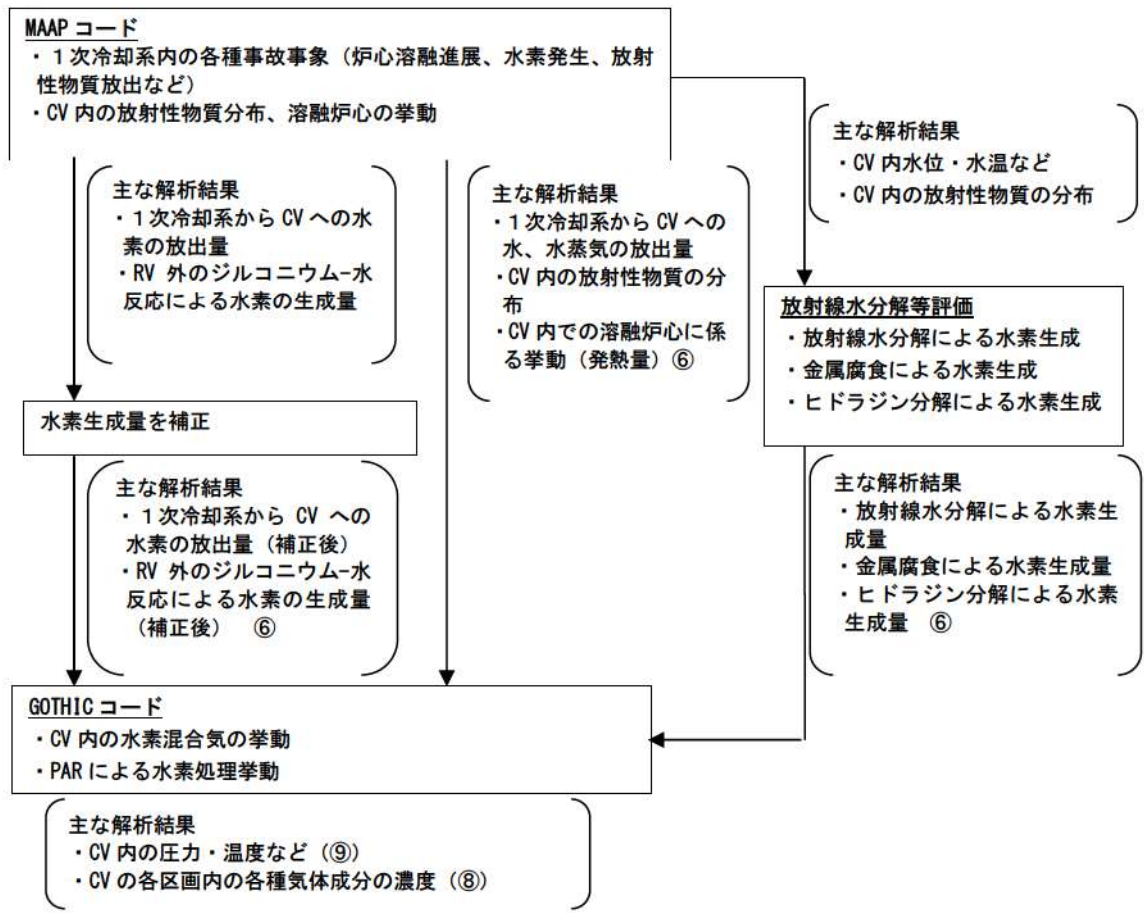 MAAP コード
・１次冷却系内の各種事故事象（炉心溶融進展、水素発生、放射
性物質放出など）
・CV 内の放射性物質分布、溶融炉心の挙動
主な解析結果
・CV 内水位・水温など
・CV 内の放射性物質の分布
主な解析結果
・１次冷却系から CV への水
素の放出量
・RV 外のジルコニウム-水
反応による水素の生成量
主な解析結果
・１次冷却系から CV への
水、水蒸気の放出量
・CV 内の放射性物質の分
布
・CV 内での溶融炉心に係
る挙動（発熱量）⑥
放射線水分解等評価
・放射線水分解による水素生成
・金属腐食による水素生成
・ヒドラジン分解による水素生成
水素生成量を補正
主な解析結果
・１次冷却系から CV への
水素の放出量（補正後）
・RV 外のジルコニウム-水
反応による水素の生成量
（補正後） ⑥
主な解析結果
・放射線水分解による水素生
成量
・金属腐食による水素生成量
・ヒドラジン分解による水素
生成量 ⑥
GOTHIC コード
・CV 内の水素混合気の挙動
・PAR による水素処理挙動
主な解析結果
・CV 内の圧力・温度など（⑨）
・CV の各区画内の各種気体成分の濃度（⑧）